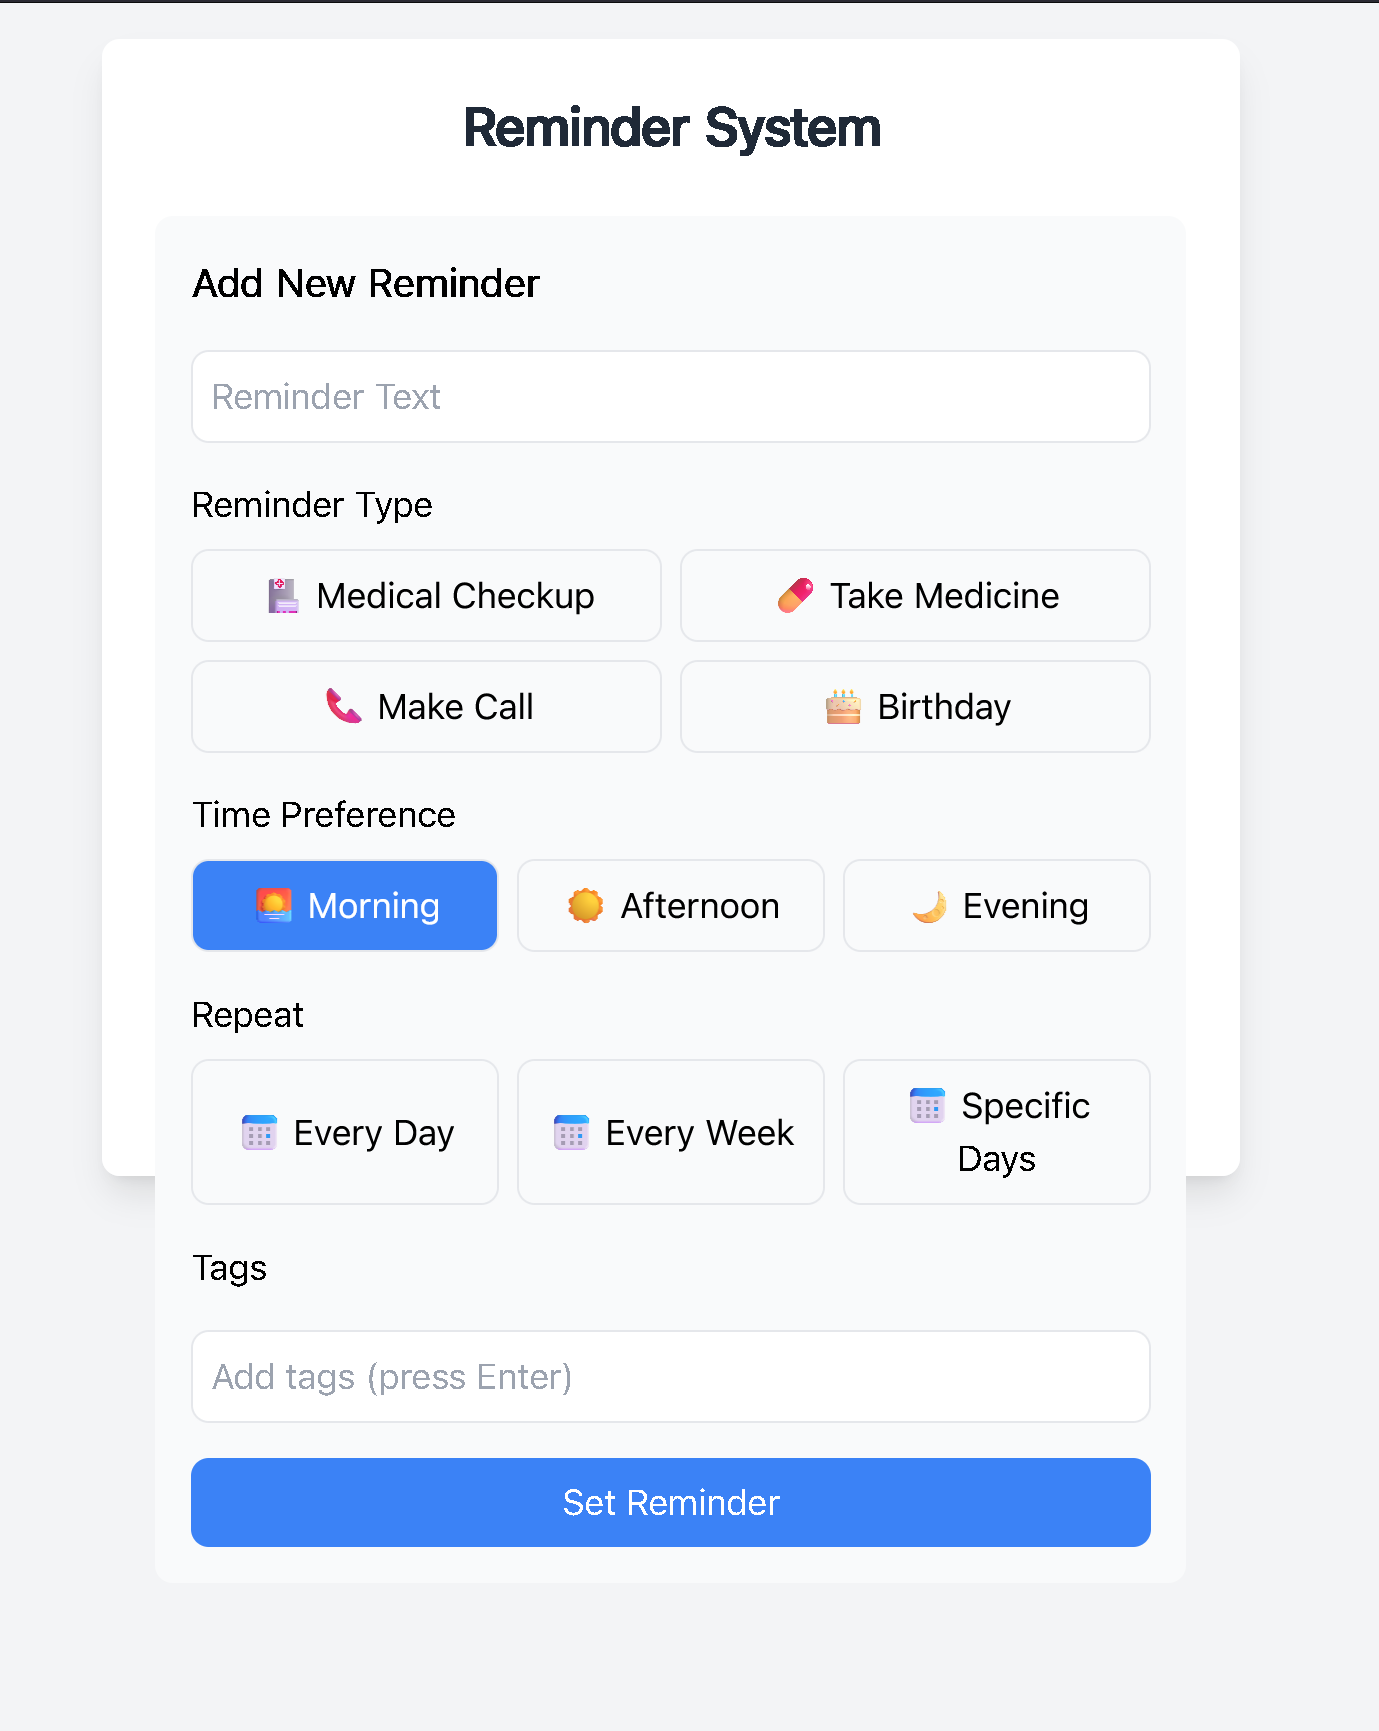 Reminder System
Add New Reminder
Reminder Text
Reminder Type
Medical Checkup
Take Medicine
Make Call
Birthday
Time Preference
Morning
Afternoon
Evening
Repeat
Every Day
Every Week
Specific
Days
Tags
Add tags (press Enter)
Set Reminder